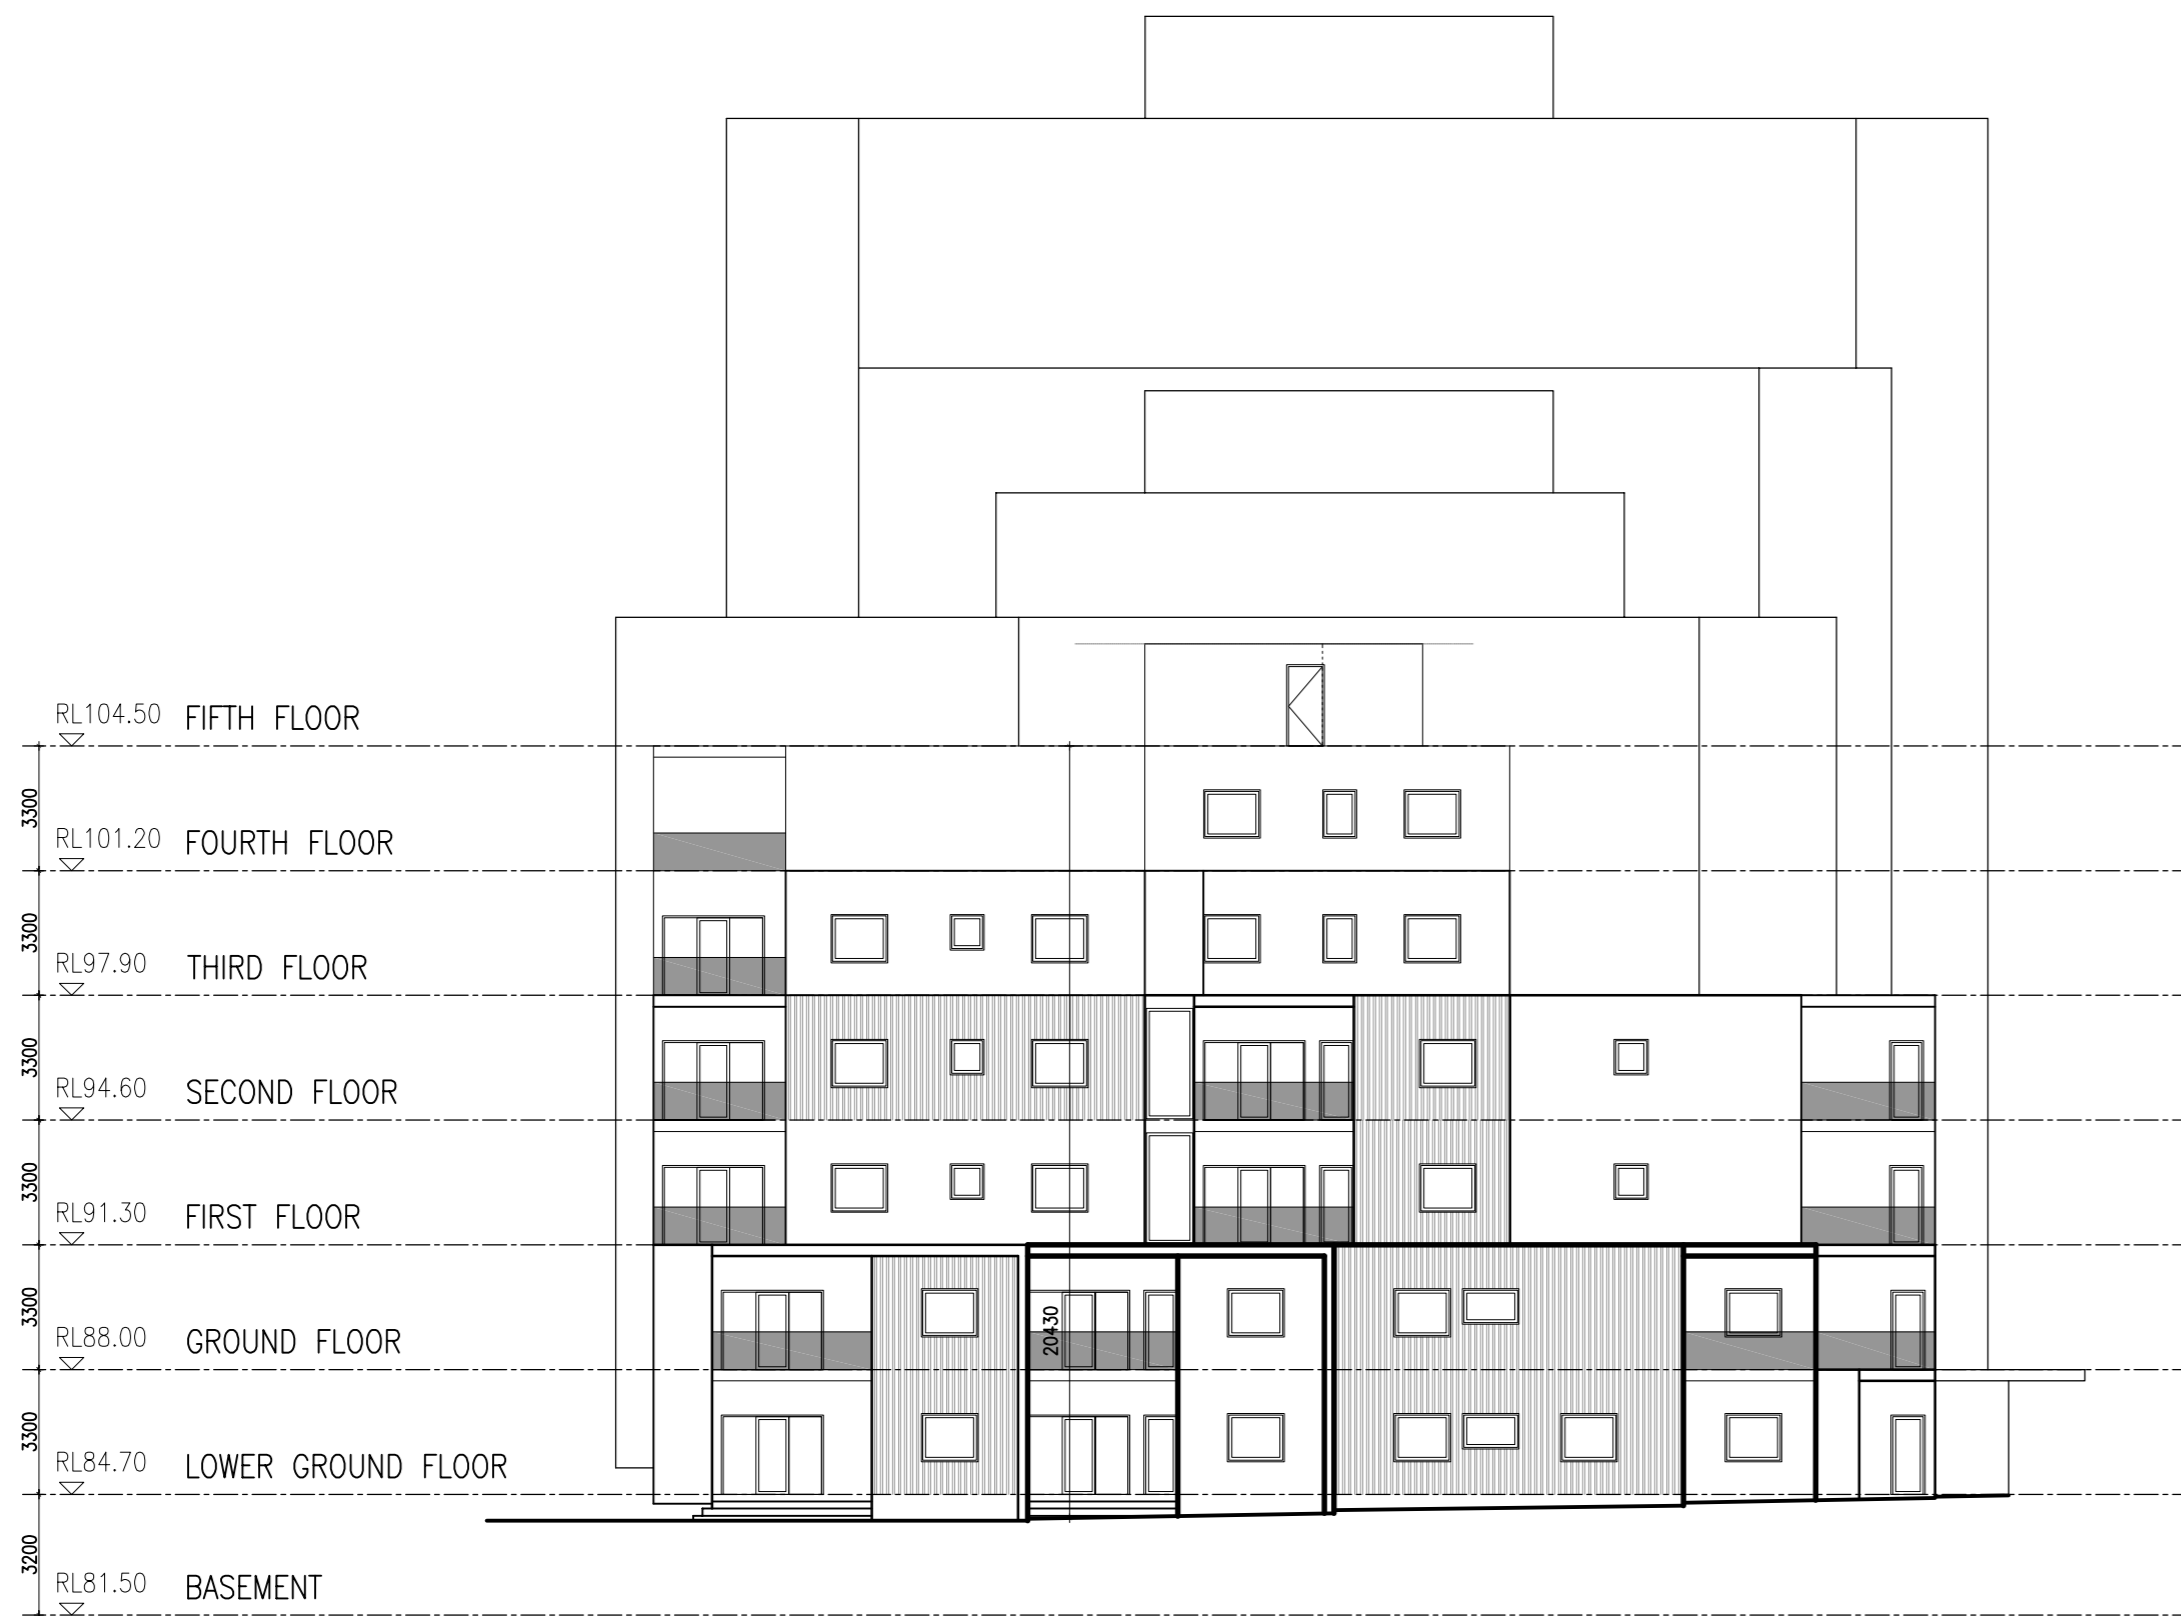 RL104.50 FIFTH FLOOR
3300
RL101.20 FOURTH FLOOR
3300
RL97.90 THIRD FLOOR
3300
RL94.60 SECOND FLOOR
3300
RL91.30 FIRST FLOOR
3300
20430
RL88.00 GROUND FLOOR
3300
RL84.70 LOWER GROUND FLOOR
3200
RL81.50 BASEMENT